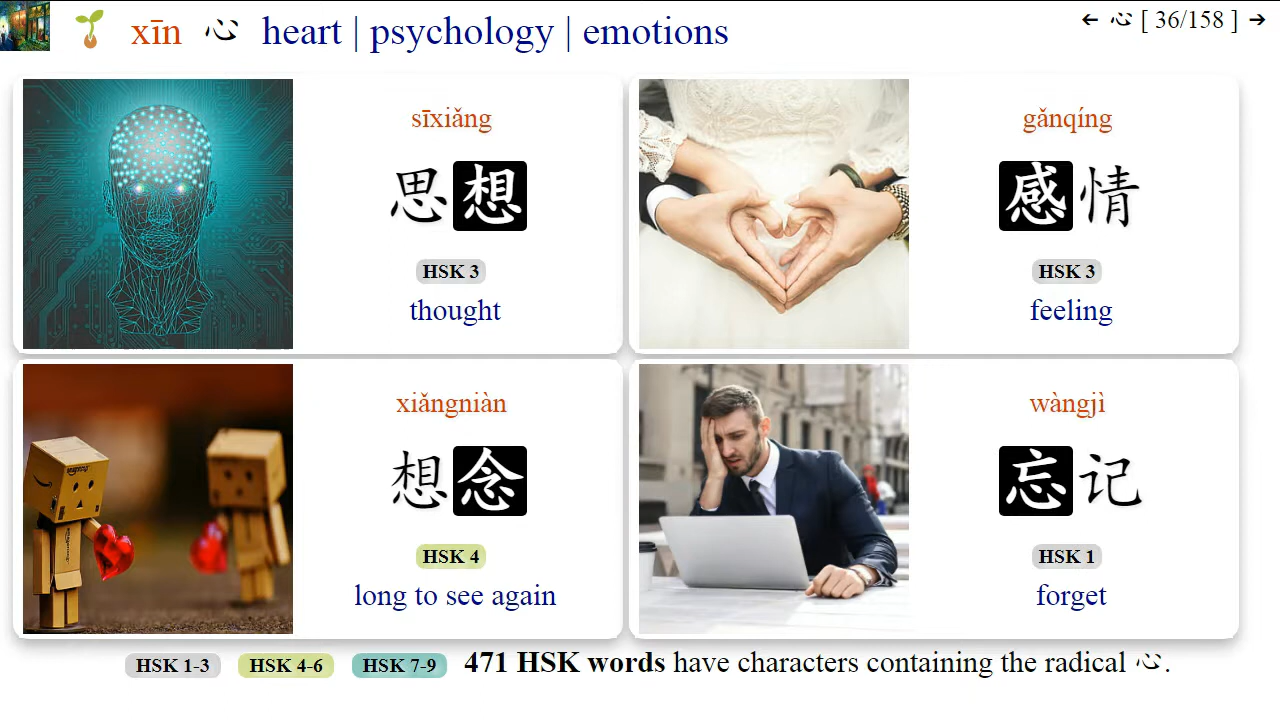 xīn 心 heart | psychology | emotions
← 心 [ 36/158 ] →
sīxiǎng
思想
HSK 3
thought
gǎnqíng
感情
HSK 3
feeling
xiǎngniàn
想念
HSK 4
long to see again
wàngjì
忘记
HSK 1
forget
HSK 1-3 HSK 4-6 HSK 7-9 471 HSK words have characters containing the radical 心.